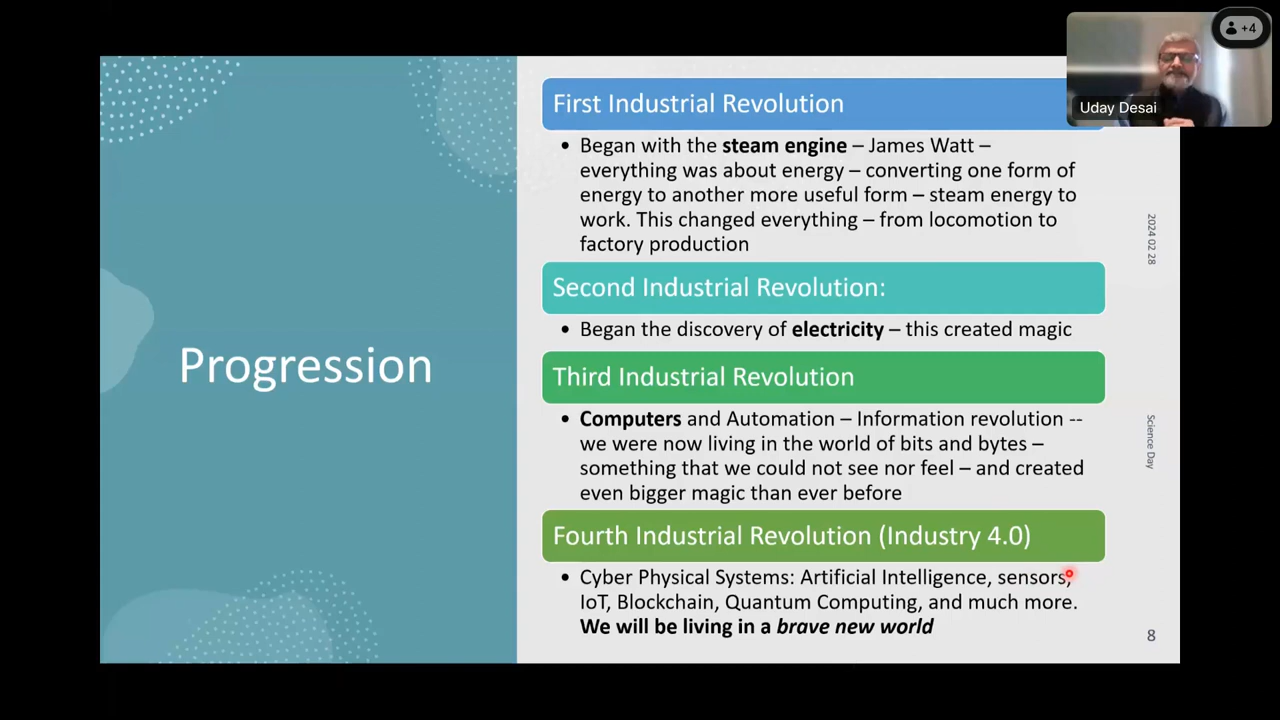 +4
Uday Desai
Progression
First Industrial Revolution
• Began with the steam engine – James Watt –
everything was about energy – converting one form of
energy to another more useful form – steam energy to
work. This changed everything – from locomotion to
factory production
Second Industrial Revolution:
• Began the discovery of electricity – this created magic
Third Industrial Revolution
• Computers and Automation – Information revolution --
we were now living in the world of bits and bytes –
something that we could not see nor feel – and created
even bigger magic than ever before
Fourth Industrial Revolution (Industry 4.0)
• Cyber Physical Systems: Artificial Intelligence, sensors,
IoT, Blockchain, Quantum Computing, and much more.
We will be living in a brave new world
2024 02 28
Science Day
8